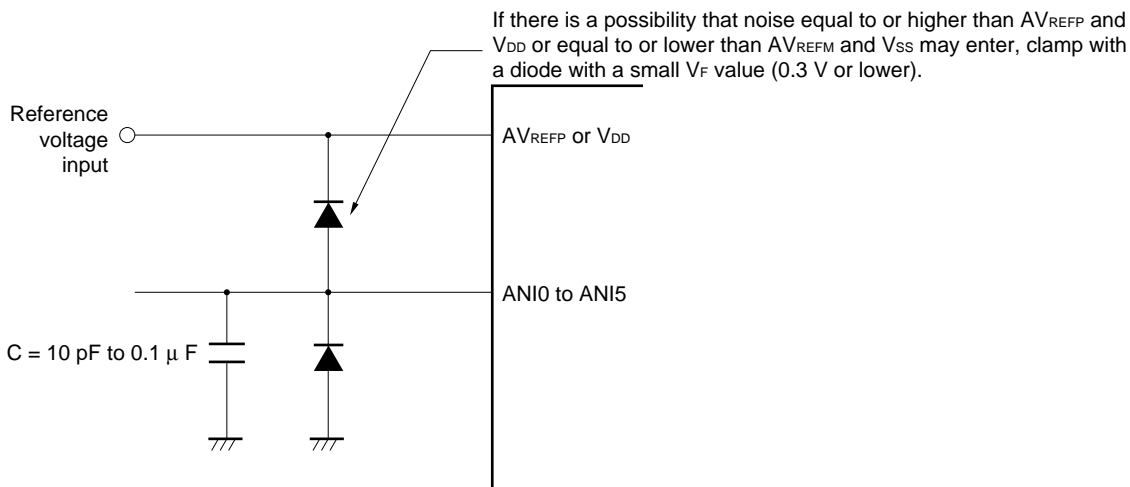 If there is a possibility that noise equal to or higher than AVREFP and
VDD or equal to or lower than AVREFM and VSS may enter, clamp with
a diode with a small VF value (0.3 V or lower).
Reference
voltage
input
AVREFP or VDD
ANI0 to ANI5
C = 10 pF to 0.1 μ F